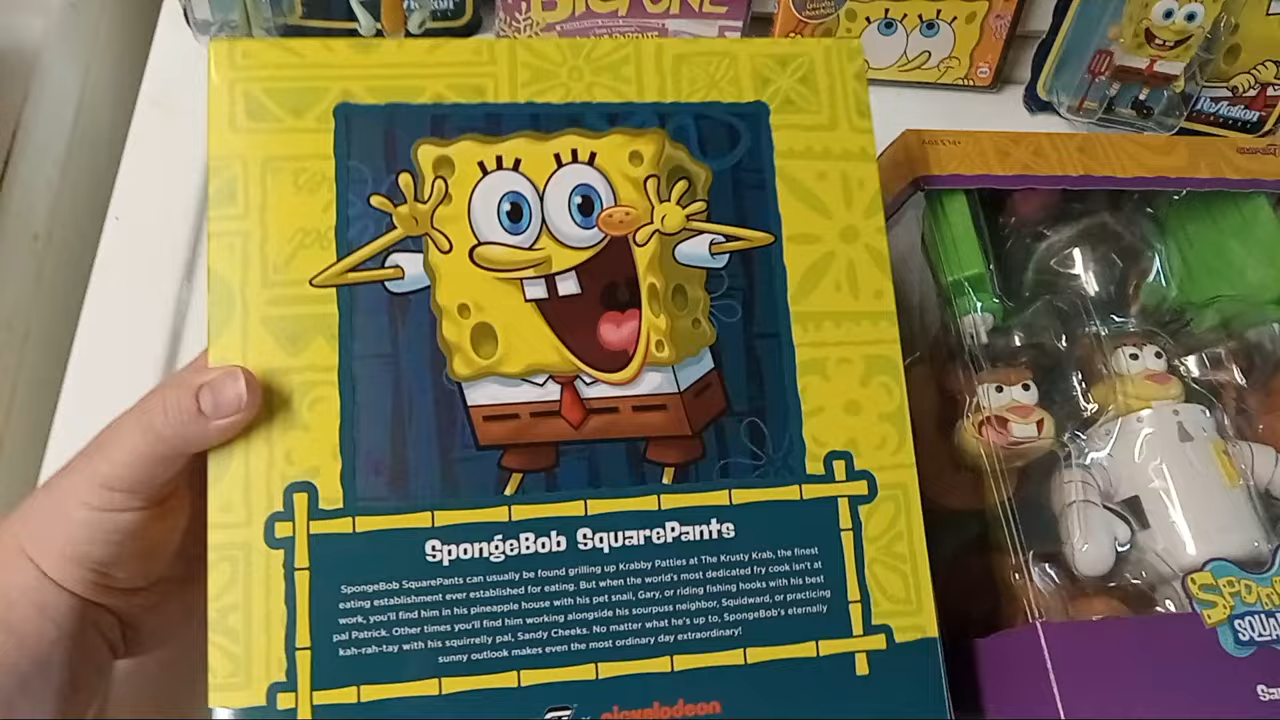 BIG ONE
ReAction
SpongeBob SquarePants
SpongeBob SquarePants can usually be found grilling up Krabby Patties at The Krusty Krab, the finest
eating establishment ever established for eating. But when the world's most dedicated fry cook isn't at
work, you'll find him in his pineapple house with his pet snail, Gary, or riding fishing hooks with his best
pal Patrick. Other times you'll find him working alongside his sourpuss neighbor, Squidward, or practicing
kah-rah-tay with his squirrelly pal, Sandy Cheeks. No matter what he's up to, SpongeBob's eternally
sunny outlook makes even the most ordinary day extraordinary!
nickelodeon